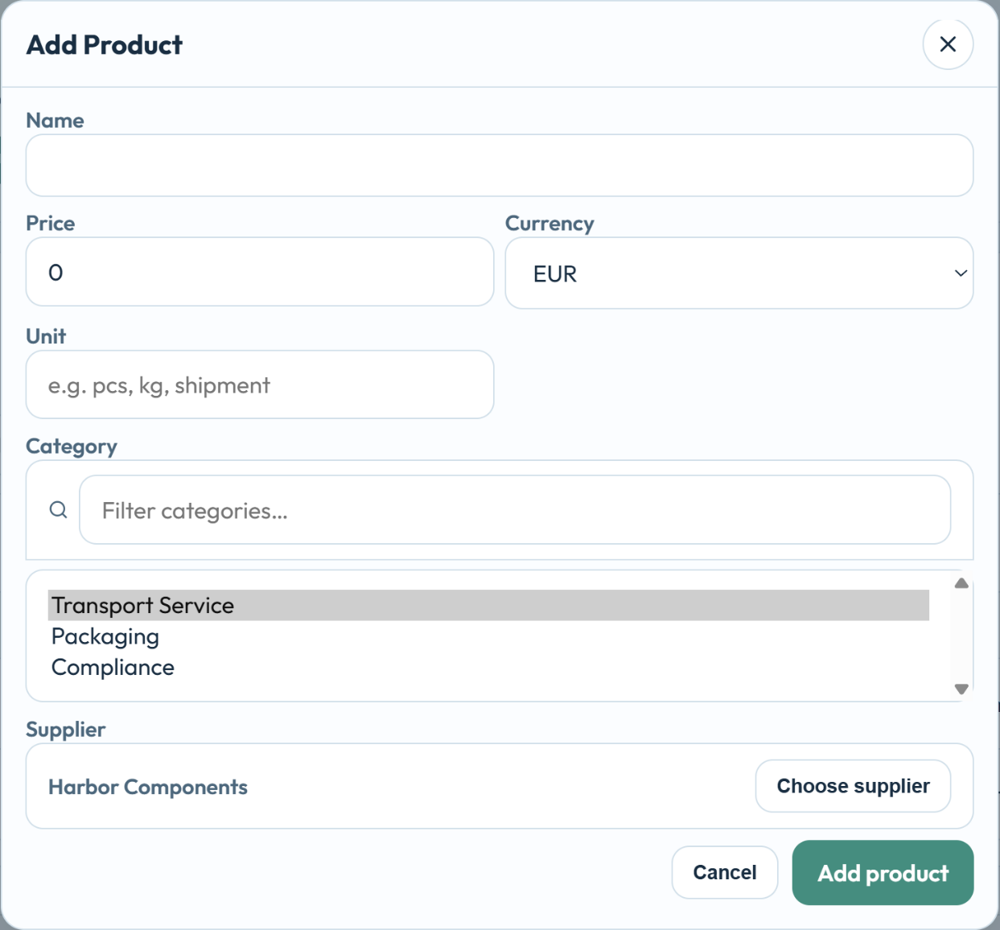 Add Product
Name
Price
Currency
0
EUR
Unit
e.g. pcs, kg, shipment
Category
Filter categories...
Transport Service
Packaging
Compliance
Supplier
Harbor Components
Choose supplier
Cancel
Add product